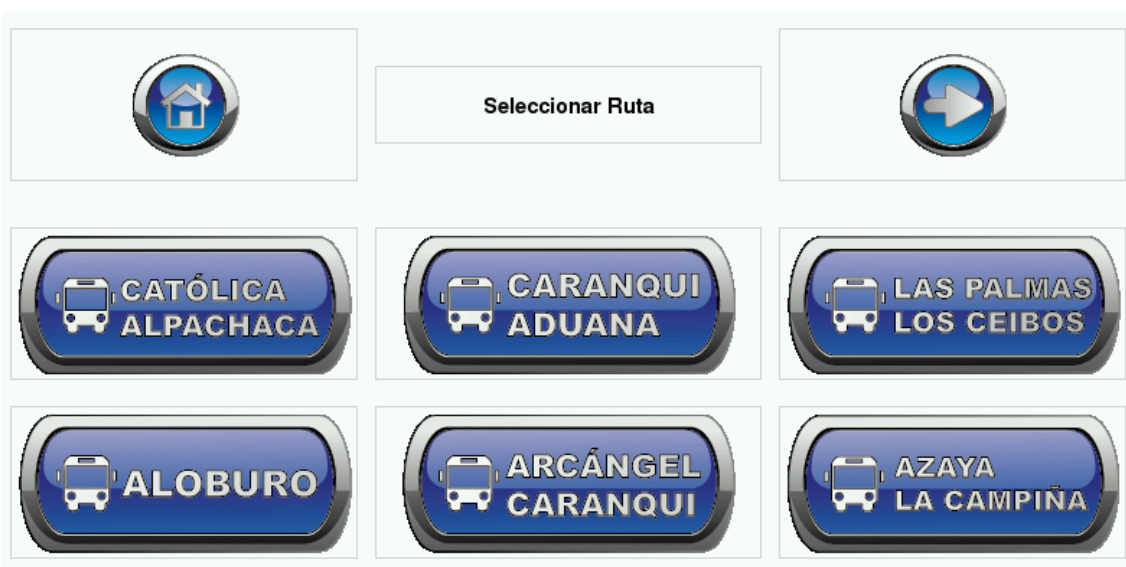 Seleccionar Ruta
CATÓLICA
ALPACHACA
CARANQUI
ADUANA
LAS PALMAS
LOS CEIBOS
ALOBURO
ARCÁNGEL
CARANQUI
AZAYA
LA CAMPIÑA